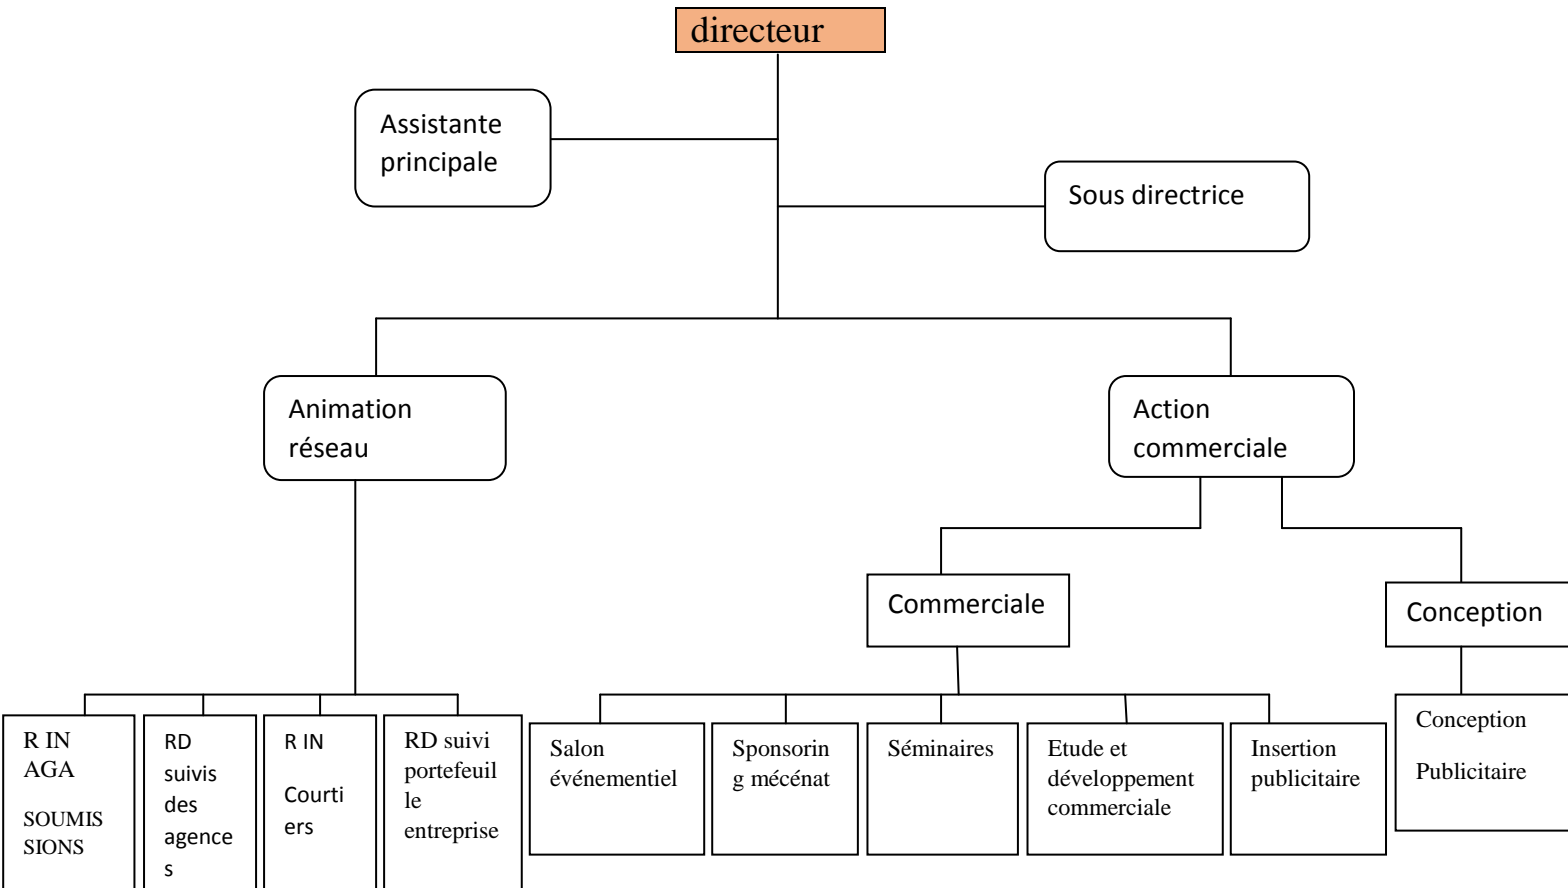 directeur
Assistante
principale
Sous directrice
Animation
réseau
Action
commerciale
Commerciale
Conception
R IN
AGA
SOUMIS
SIONS
RD
suivis
des
agence
s
R IN
Courti
ers
RD suivi
portefeuil
le
entreprise
Salon
événementiel
Sponsorin
g mécénat
Séminaires
Etude et
développement
commerciale
Insertion
publicitaire
Conception
Publicitaire